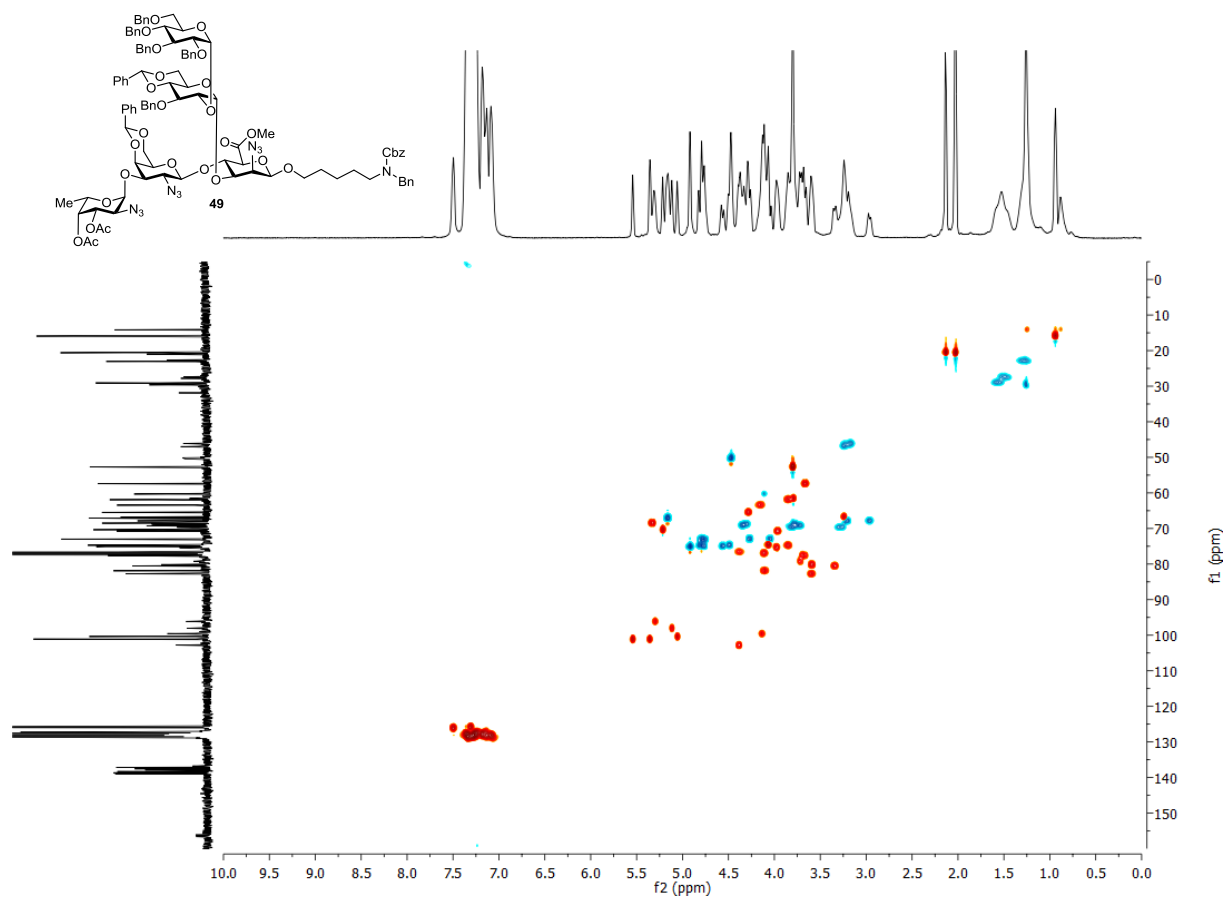 BnO
O
BnO
BnO
BnO
Ph
O
O
O
Ph
BnO
O
O
O
OMe
O
N3
O
O
O
O
O
O
Cbz
N
Bn
O
N3
Me
O
N3
OAc
OAc
49
0
10
20
30
40
50
60
70
80
90
100
110
120
130
140
150
f1 (ppm)
10.0 9.5 9.0 8.5 8.0 7.5 7.0 6.5 6.0 5.5 5.0 4.5 4.0 3.5 3.0 2.5 2.0 1.5 1.0 0.5 0.0
f2 (ppm)